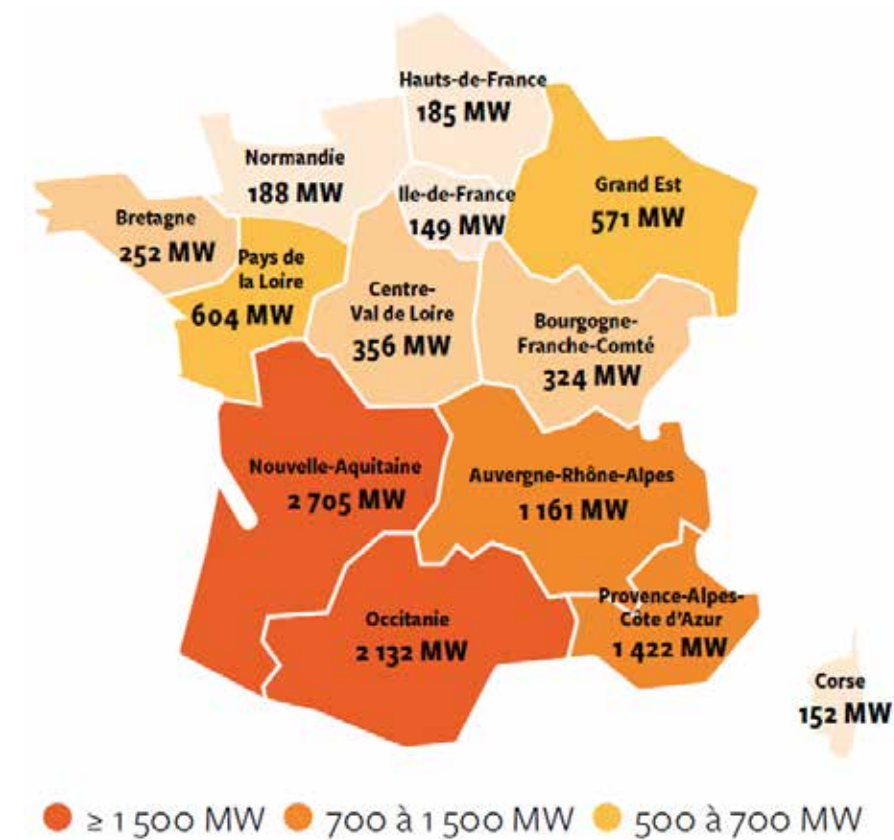 Hauts-de-France
185 MW
Normandie
188 MW
Ile-de-France
149 MW
Grand Est
571 MW
Bretagne
252 MW
Pays de
la Loire
604 MW
Centre-
Val de Loire
356 MW
Bourgogne-
Franche-Comté
324 MW
Nouvelle-Aquitaine
2 705 MW
Auvergne-Rhône-Alpes
1 161 MW
Occitanie
2 132 MW
Provence-Alpes-
Côte d'Azur
1 422 MW
Corse
152 MW
≥ 1 500 MW 700 à 1 500 MW 500 à 700 MW